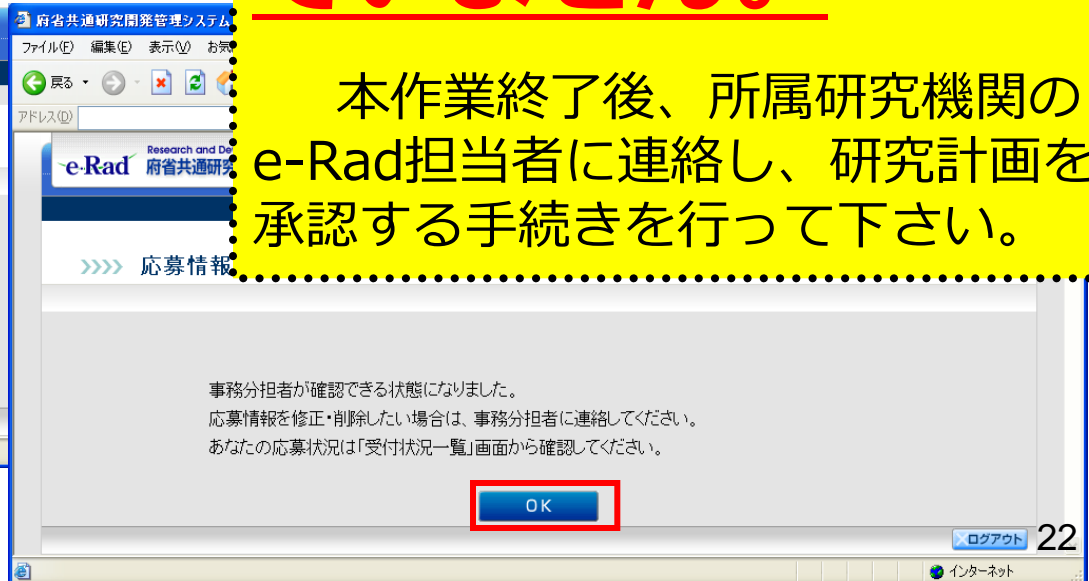 ていません。
本作業終了後、所属研究機関の
e-Rad担当者に連絡し、研究計画を
承認する手続きを行って下さい。
府省共通研究開発管理システム
ファイル(F) 編集(E) 表示(V) お気
戻る
アドレス(D)
e-Rad Research and De
府省共通研究
>>>> 応募情報
事務分担者が確認できる状態になりました。
応募情報を修正・削除したい場合は、事務分担者に連絡してください。
あなたの応募状況は「受付状況一覧」画面から確認してください。
OK
ログアウト
22
インターネット